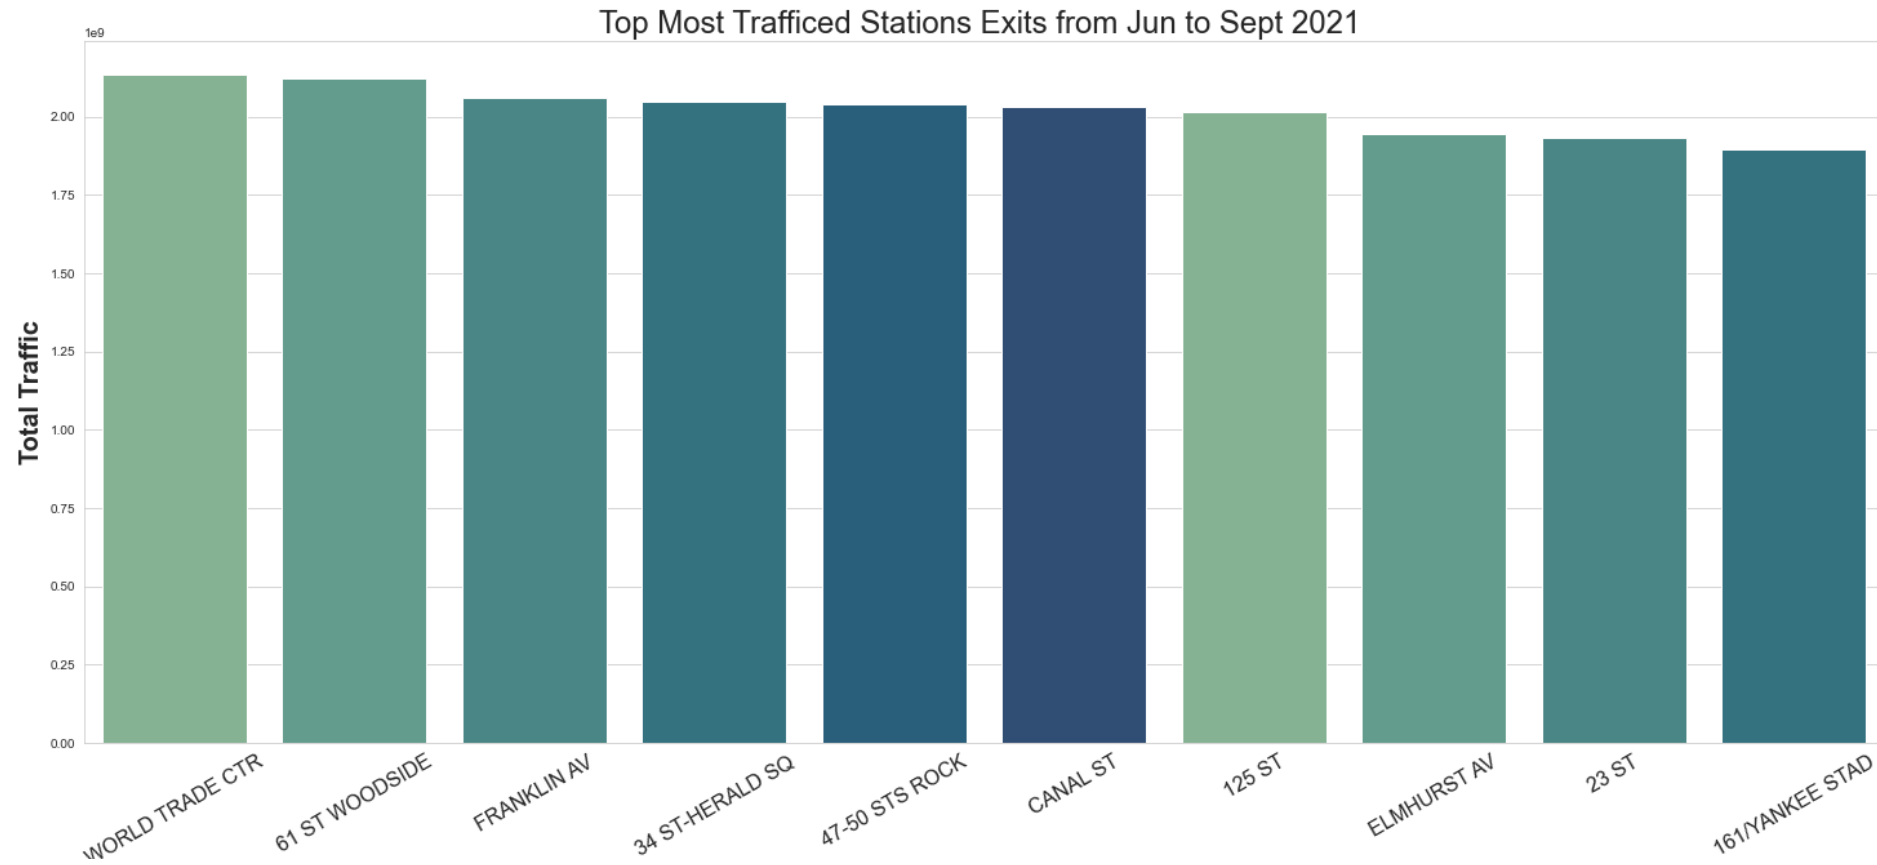 Top Most Trafficed Stations Exits from Jun to Sept 2021
1e9
2.00
1.75
1.50
1.25
1.00
0.75
0.50
0.25
0.00
Total Traffic
WORLD TRADE CTR
61 ST WOODSIDE
FRANKLIN AV
34 ST-HERALD SQ
47-50 STS ROCK
CANAL ST
125 ST
ELMHURST AV
23 ST
161/YANKEE STAD